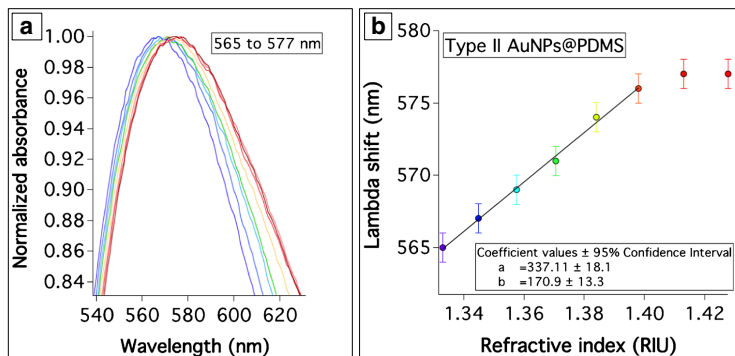 a
565 to 577 nm
1.00
0.98
0.96
0.94
0.92
0.90
0.88
0.86
0.84
Normalized absorbance
540
560
580
600
620
Wavelength (nm)
b
Type II AuNPs@PDMS
580
575
570
565
Lambda shift (nm)
Coefficient values ± 95% Confidence Interval
a =337.11 ± 18.1
b =170.9 ± 13.3
1.34
1.36
1.38
1.40
1.42
Refractive index (RIU)